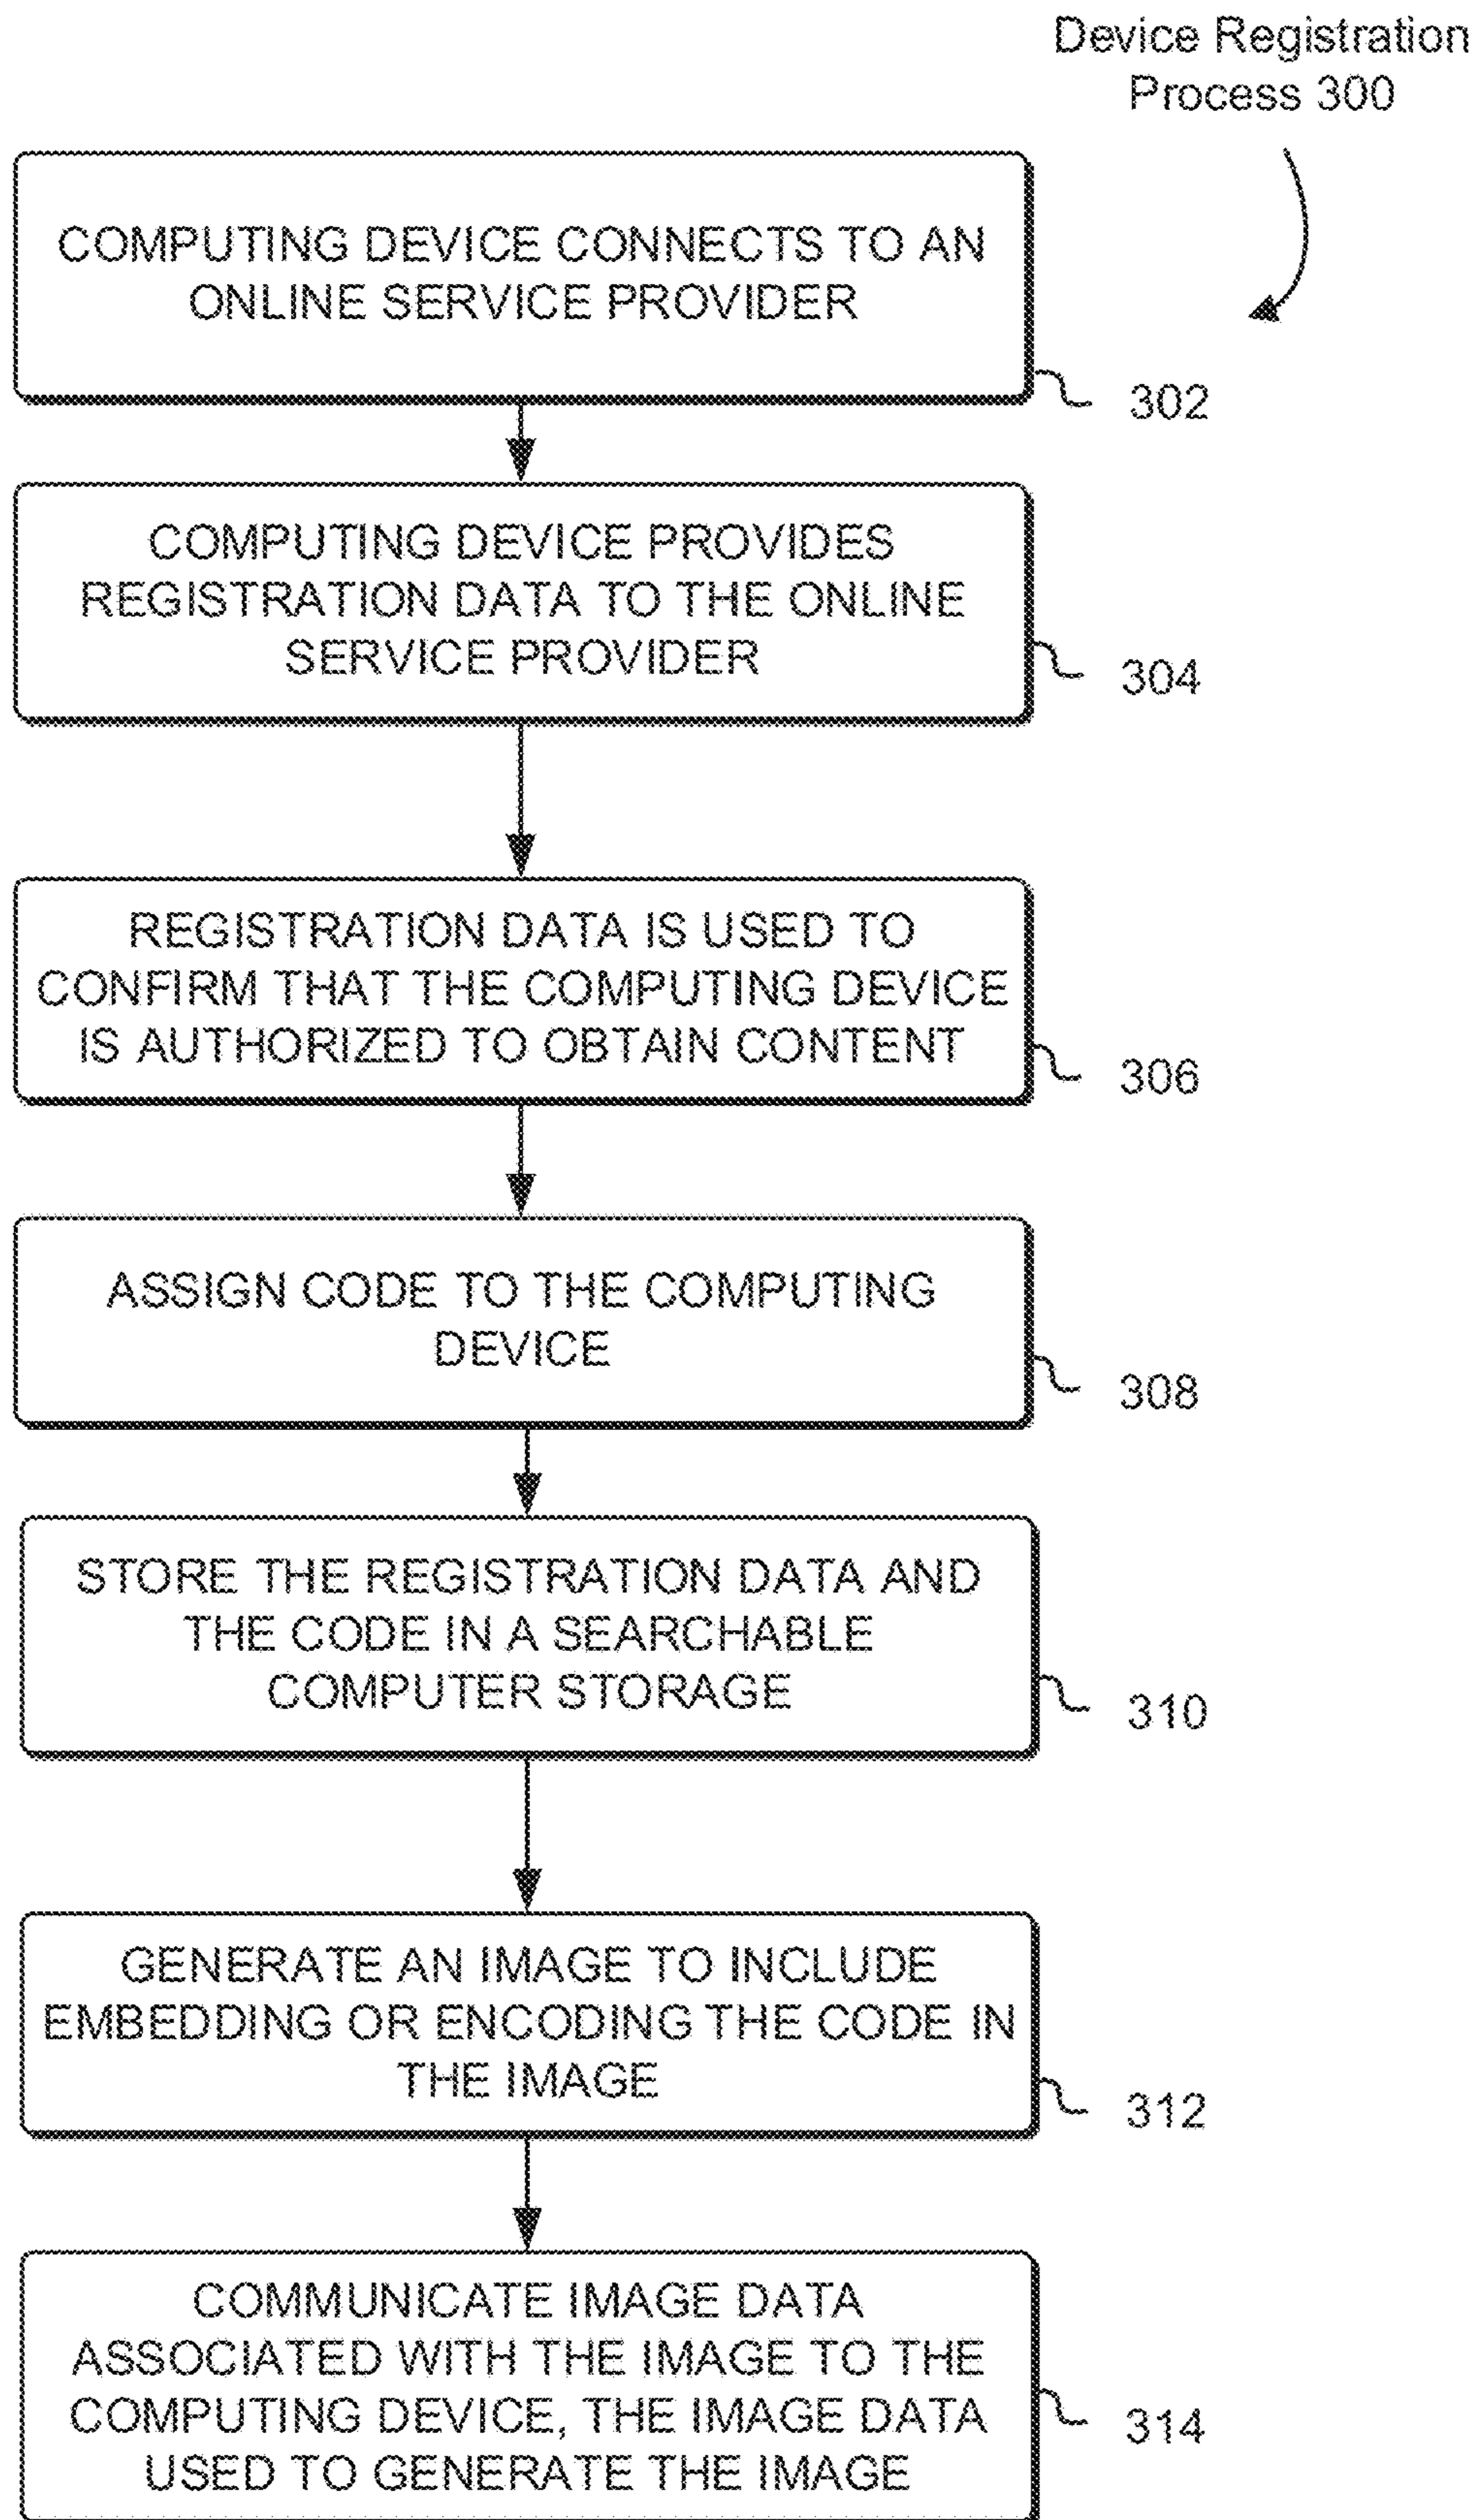 Device Registration
Process 300
COMPUTING DEVICE CONNECTS TO AN
ONLINE SERVICE PROVIDER
302
COMPUTING DEVICE PROVIDES
REGISTRATION DATA TO THE ONLINE
SERVICE PROVIDER
304
REGISTRATION DATA IS USED TO
CONFIRM THAT THE COMPUTING DEVICE
IS AUTHORIZED TO OBTAIN CONTENT
306
ASSIGN CODE TO THE COMPUTING
DEVICE
308
STORE THE REGISTRATION DATA AND
THE CODE IN A SEARCHABLE
COMPUTER STORAGE
310
GENERATE AN IMAGE TO INCLUDE
EMBEDDING OR ENCODING THE CODE IN
THE IMAGE
312
COMMUNICATE IMAGE DATA
ASSOCIATED WITH THE IMAGE TO THE
COMPUTING DEVICE, THE IMAGE DATA
USED TO GENERATE THE IMAGE
314